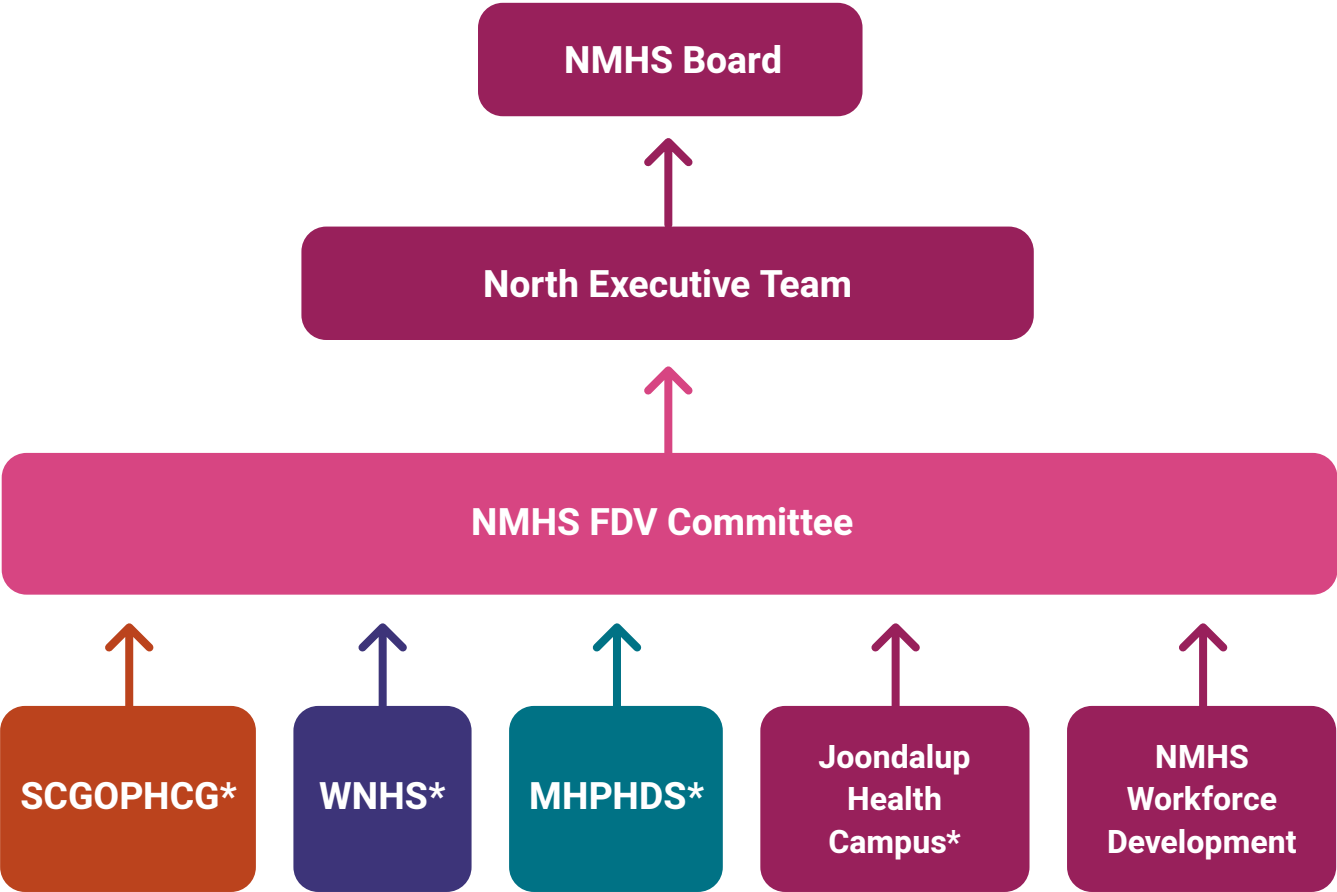 NMHS Board
North Executive Team
NMHS FDV Committee
SCGOPHCG*
WNHS*
MHPHDS*
Joondalup
Health
Campus*
NMHS
Workforce
Development